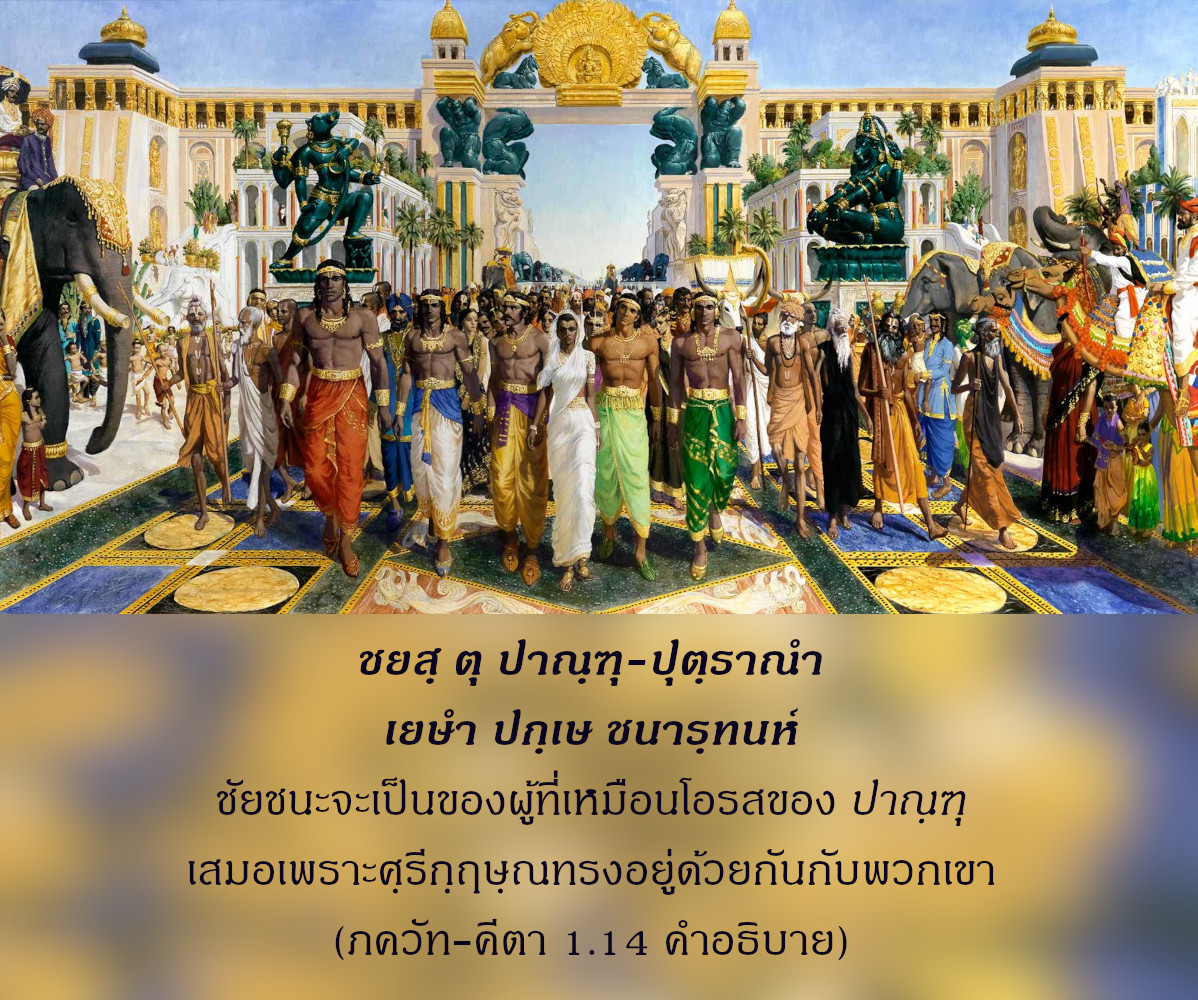 ชยสฺ ตุ ปาณฺฑุ-ปุตฺราณำ
เยษำ ปกฺเษ ชนารฺทนห์
ชัยชนะจะเป็นของผู้ที่เหมือนโอรสของ ปาณฺฑุ
เสมอเพราะศฺรีกฺฤษฺณทรงอยู่ด้วยกันกับพวกเขา
(ภควัท-คีตา 1.14 คำอธิบาย)